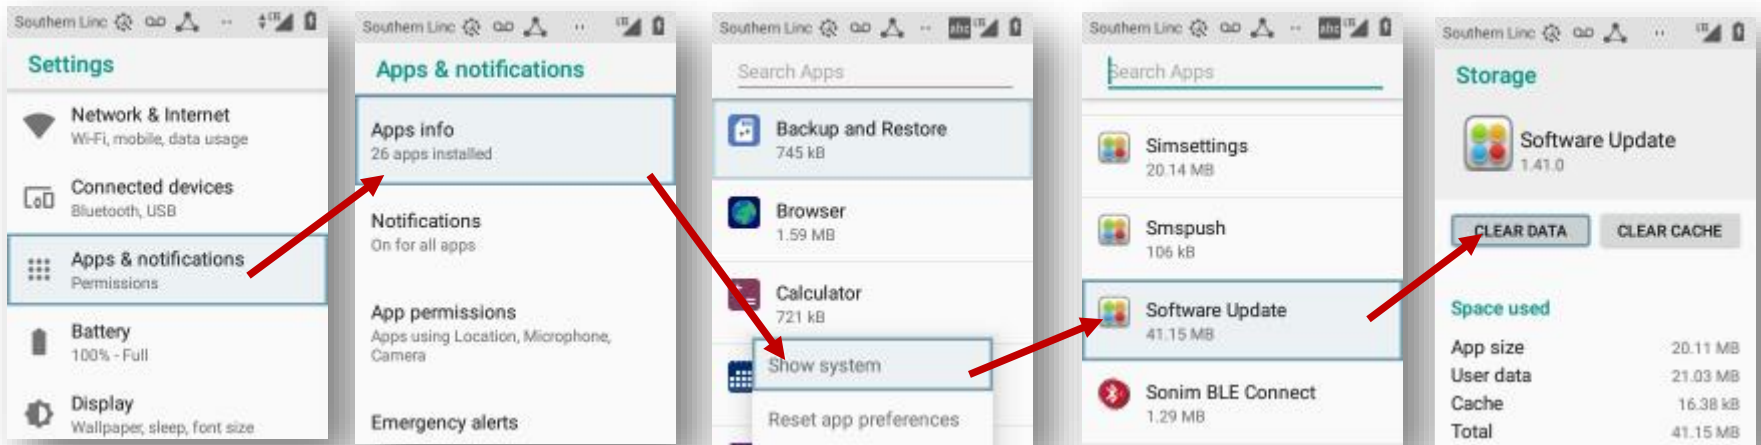 Southern Linc
Settings
Network & Internet
Wi-Fi, mobile, data usage
Connected devices
Bluetooth, USB
Apps & notifications
Permissions
Battery
100% - Full
Display
Wallpaper, sleep, font size
Southern Linc
Apps & notifications
Apps info
26 apps installed
Notifications
On for all apps
App permissions
Apps using Location, Microphone,
Camera
Emergency alerts
Southern Linc
abc
Search Apps
Backup and Restore
745 kB
Browser
1.59 MB
Calculator
721 kB
Show system
Reset app preferences
Southern Linc
abc
Search Apps
Simsettings
20.14 MB
Smspush
106 kB
Software Update
41.15 MB
Sonim BLE Connect
1.29 MB
Southern Linc
Storage
Software Update
1.41.0
CLEAR DATA CLEAR CACHE
Space used
App size 20.11 MB
User data 21.03 MB
Cache 16.38 kB
Total 41.15 MB